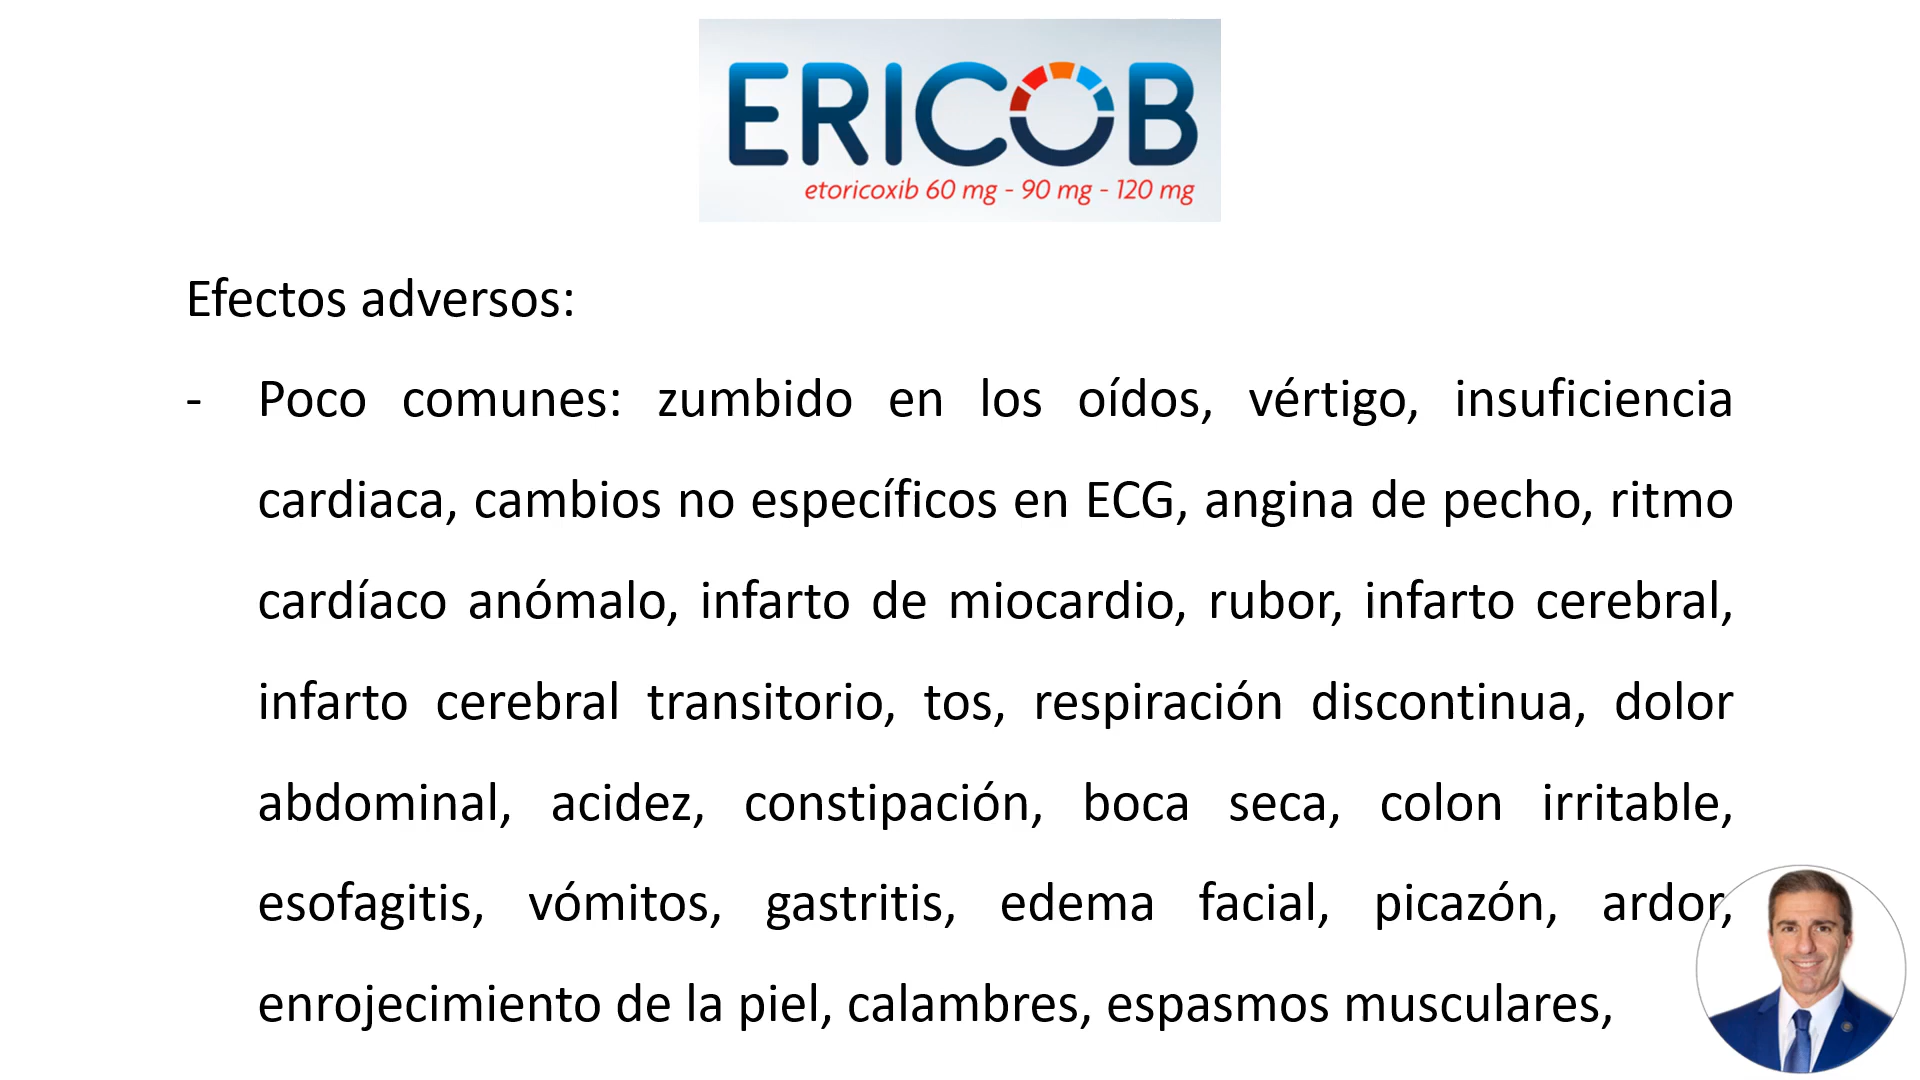 ERICOB
etoricoxib 60 mg - 90 mg - 120 mg
Efectos adversos:
- Poco comunes: zumbido en los oídos, vértigo, insuficiencia
cardiaca, cambios no específicos en ECG, angina de pecho, ritmo
cardíaco anómalo, infarto de miocardio, rubor, infarto cerebral,
infarto cerebral transitorio, tos, respiración discontinua, dolor
abdominal, acidez, constipación, boca seca, colon irritable,
esofagitis, vómitos, gastritis, edema facial, picazón, ardor,
enrojecimiento de la piel, calambres, espasmos musculares,